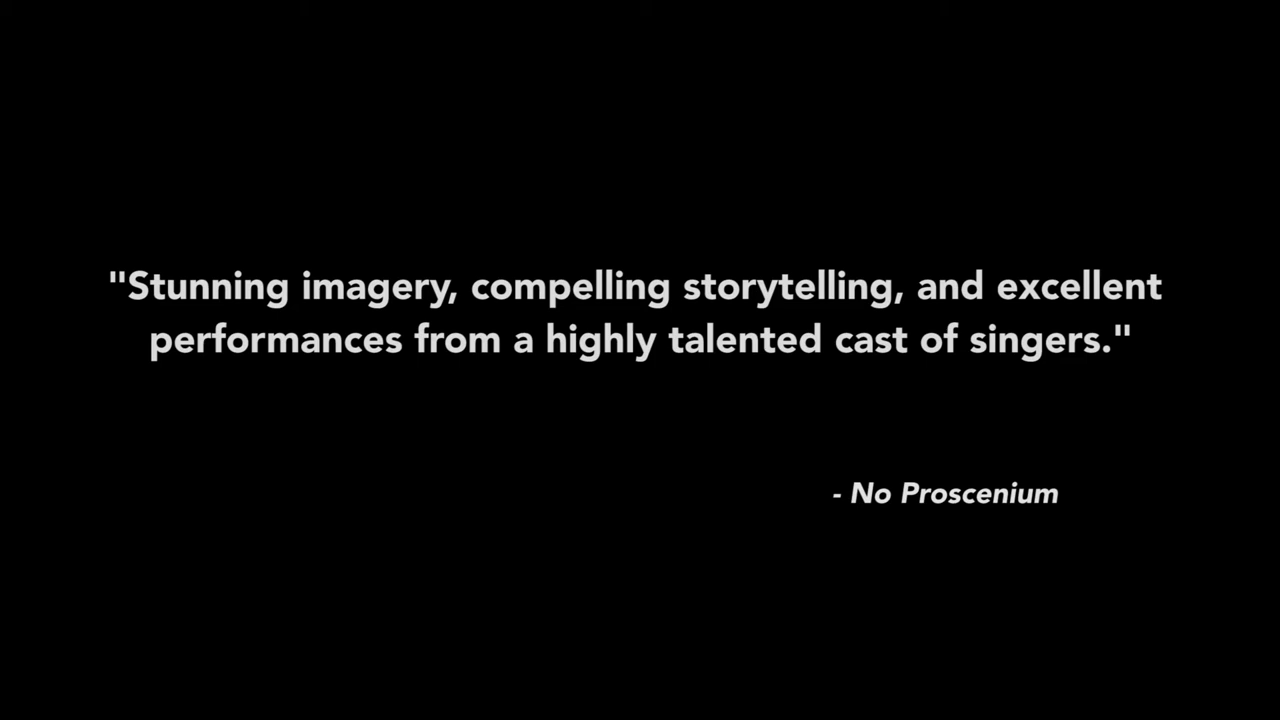 "Stunning imagery, compelling storytelling, and excellent
performances from a highly talented cast of singers."
- No Proscenium